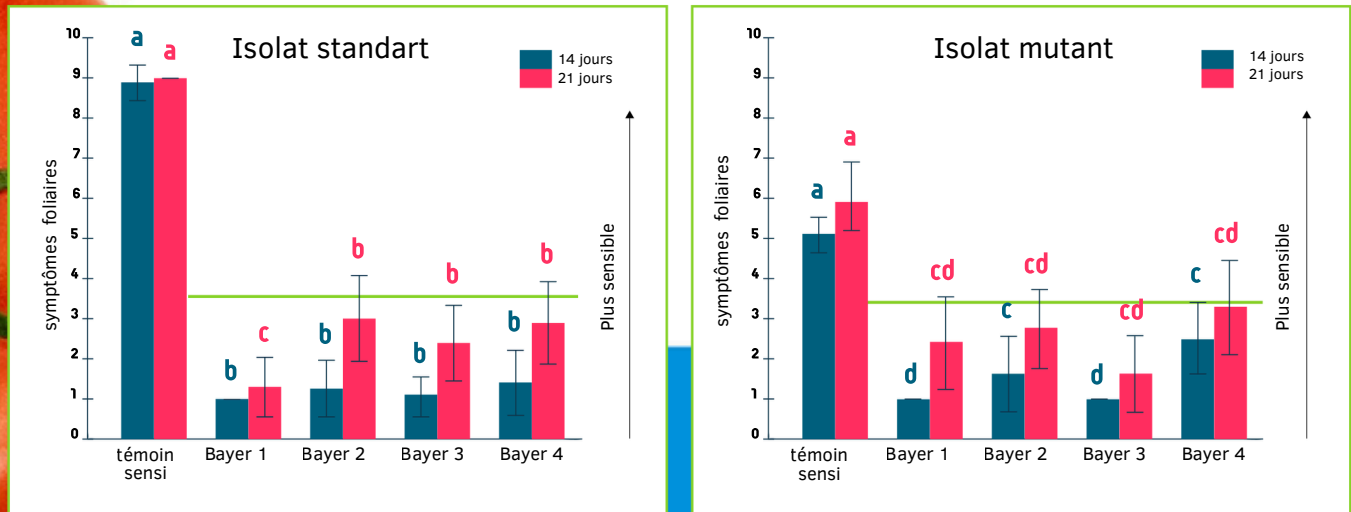 Isolat standart
14 jours
21 jours
symptômes foliaires
10
9
8
7
6
5
4
3
2
1
0
a
a
b
c
b
b
b
b
b
b
Plus sensible
témoin sensi
Bayer 1
Bayer 2
Bayer 3
Bayer 4
Isolat mutant
14 jours
21 jours
symptômes foliaires
10
9
8
7
6
5
4
3
2
1
0
a
a
d
cd
c
cd
d
cd
c
cd
Plus sensible
témoin sensi
Bayer 1
Bayer 2
Bayer 3
Bayer 4